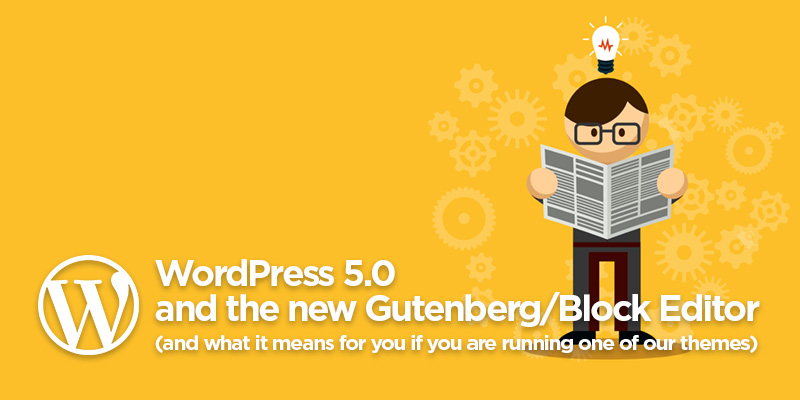 WordPress 5.0
and the new Gutenberg/Block Editor
(and what it means for you if you are running one of our themes)